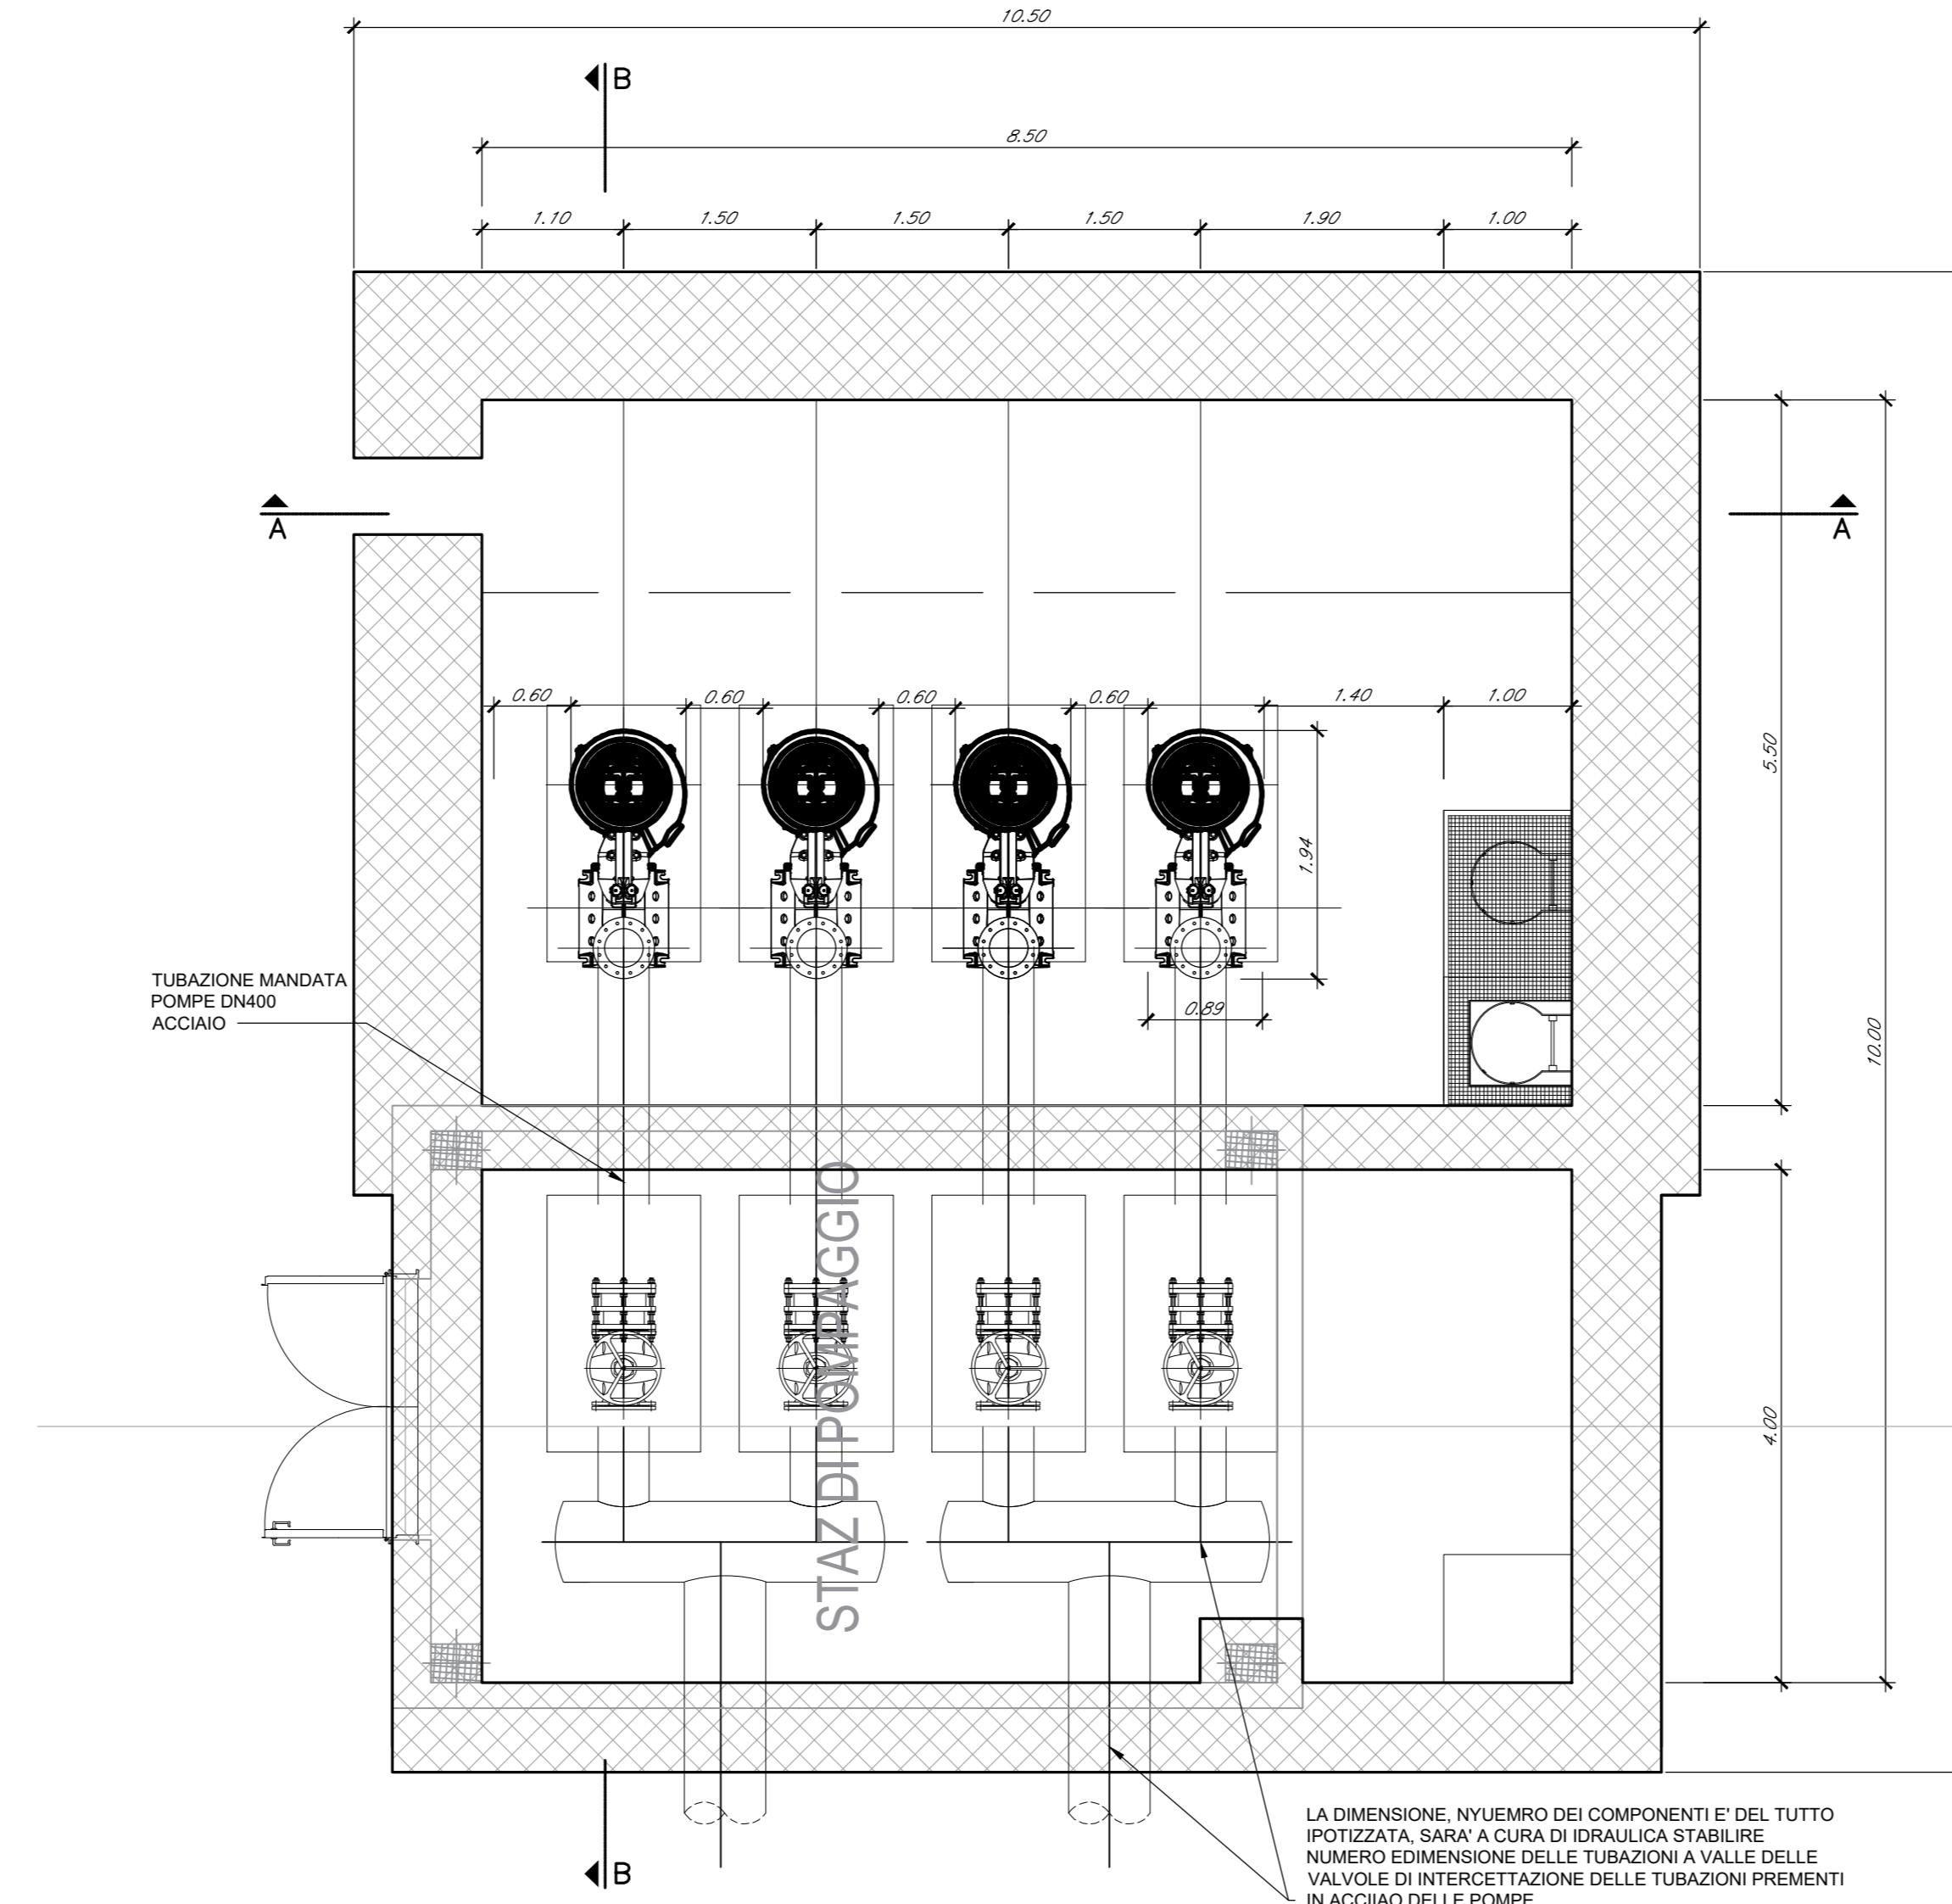 10.50
B
8.50
1.10
1.50
1.50
1.50
1.90
1.00
A
A
0.60
0.60
0.60
0.60
1.40
1.00
5.50
1.94
TUBAZIONE MANDATA
POMPE DN400
ACCIAIO
0.89
10.00
STAZ DI POMPAGGIO
4.00
LA DIMENSIONE, NYUEMRO DEI COMPONENTI E' DEL TUTTO
IPOTIZZATA, SARA' A CURA DI IDRAULICA STABILIRE
NUMERO EDIMENSIONE DELLE TUBAZIONI A VALLE DELLE
VALVOLE DI INTERCETTAZIONE DELLE TUBAZIONI PREMENTI
IN ACCIIAO DELLE POMPE
B